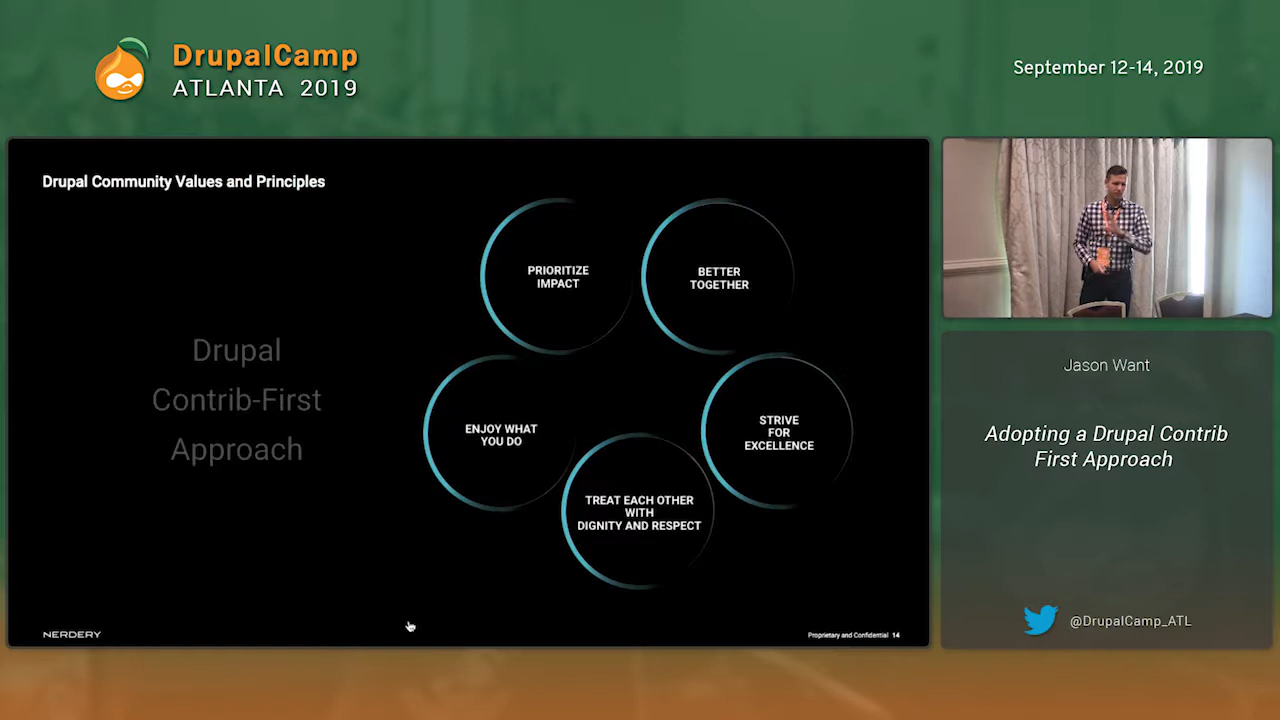 DrupalCamp
ATLANTA 2019
September 12-14, 2019
Drupal Community Values and Principles
PRIORITIZE
IMPACT
BETTER
TOGETHER
Drupal
Contrib-First
Approach
ENJOY WHAT
YOU DO
STRIVE
FOR
EXCELLENCE
TREAT EACH OTHER
WITH
DIGNITY AND RESPECT
NERDERY
Proprietary and Confidential 14
Jason Want
Adopting a Drupal Contrib
First Approach
@DrupalCamp_ATL